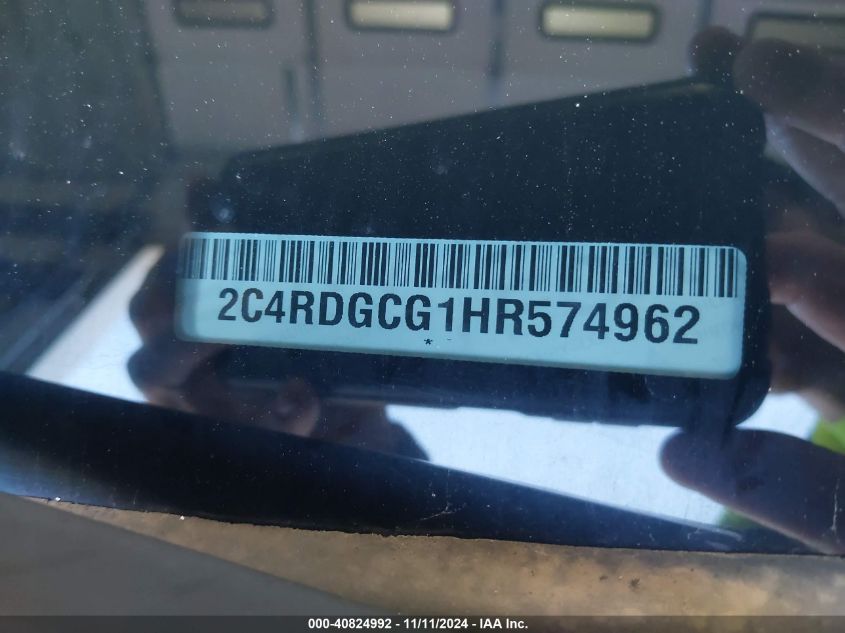 2C4RDGCG1HR574962
*
000-40824992 - 11/11/2024 - IAA Inc.